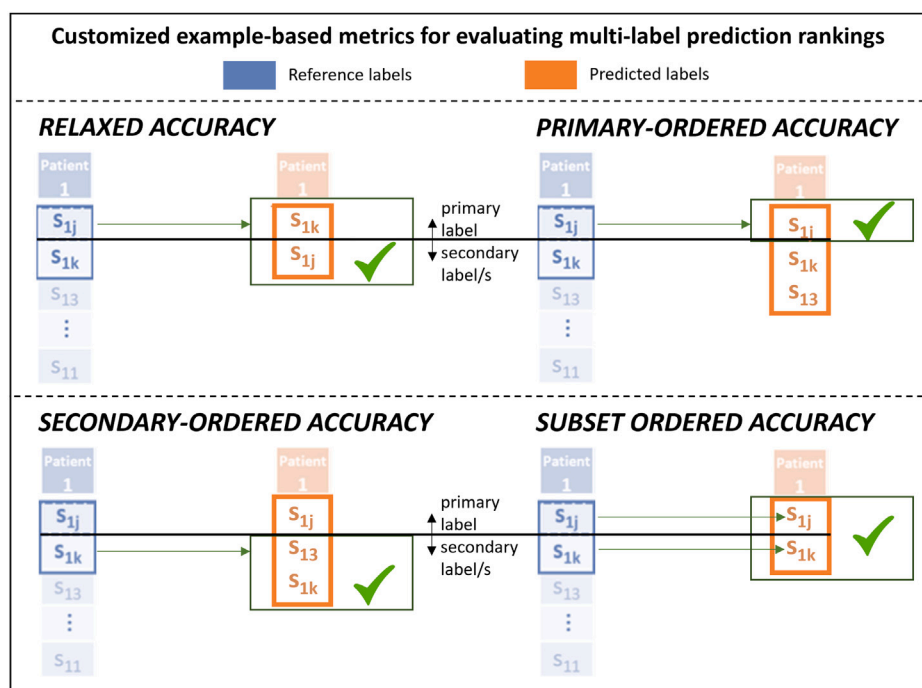 Customized example-based metrics for evaluating multi-label prediction rankings
Reference labels
Predicted labels
RELAXED ACCURACY
Patient
1
S1j
S1k
S13
⋮
S11
Patient
1
S1k
S1j
primary
label
secondary
label/s
PRIMARY-ORDERED ACCURACY
Patient
1
S1j
S1k
S13
⋮
S11
Patient
1
S1j
S1k
S13
SECONDARY-ORDERED ACCURACY
Patient
1
S1j
S1k
S13
⋮
S11
Patient
1
S1j
S13
S1k
primary
label
secondary
label/s
SUBSET ORDERED ACCURACY
Patient
1
S1j
S1k
S13
⋮
S11
Patient
1
S1j
S1k